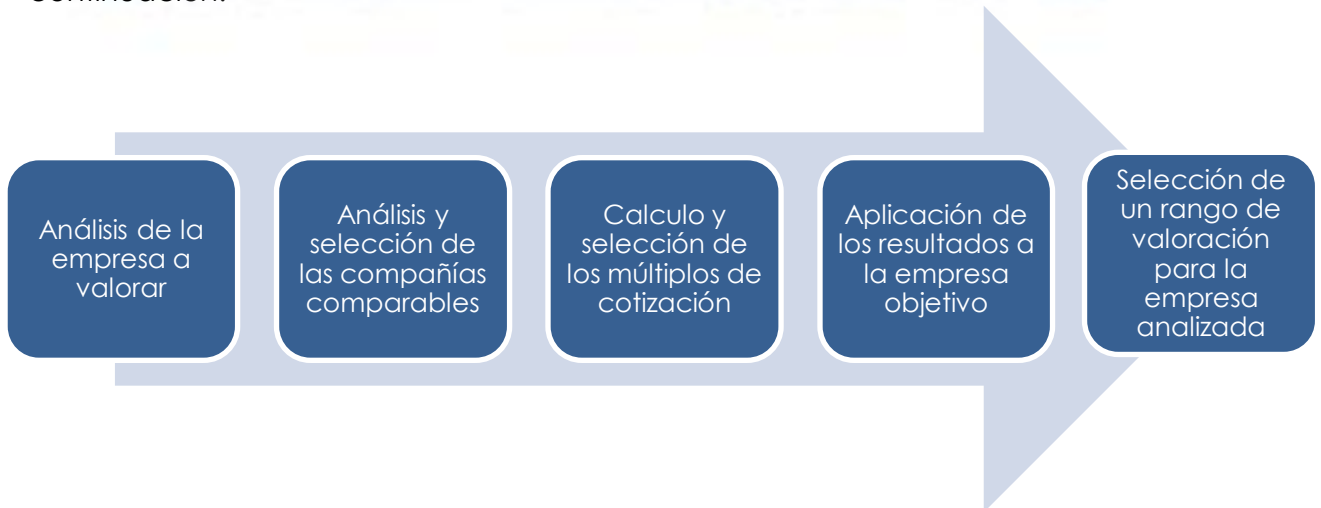 Análisis de la
empresa a
valorar
Análisis y
selección de
las compañías
comparables
Calculo y
selección de
los múltiplos de
cotización
Aplicación de
los resultados a
la empresa
objetivo
Selección de
un rango de
valoración
para la
empresa
analizada